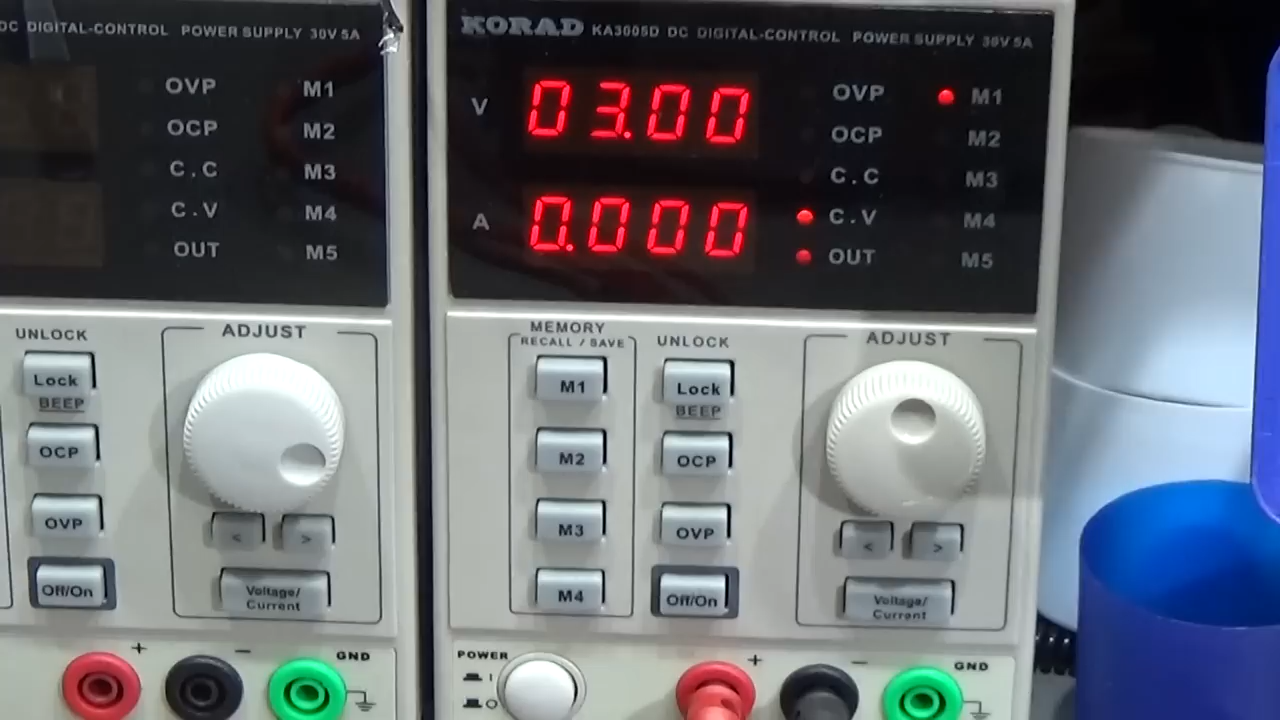 DC DIGITAL-CONTROL POWER SUPPLY 30V 5A
OVP M1
OCP M2
C.C M3
C.V M4
OUT M5
UNLOCK
ADJUST
Lock
BEEP
OCP
OVP
< >
Off/On
Voltage/
Current
+ − GND
KORAD KA3005D DC DIGITAL-CONTROL POWER SUPPLY 30V 5A
V 03.00
A 0.000
OVP M1
OCP M2
C.C M3
C.V M4
OUT M5
MEMORY
RECALL / SAVE
M1
M2
M3
M4
UNLOCK
Lock
BEEP
OCP
OVP
Off/On
ADJUST
< >
Voltage/
Current
POWER
I
O
+ − GND